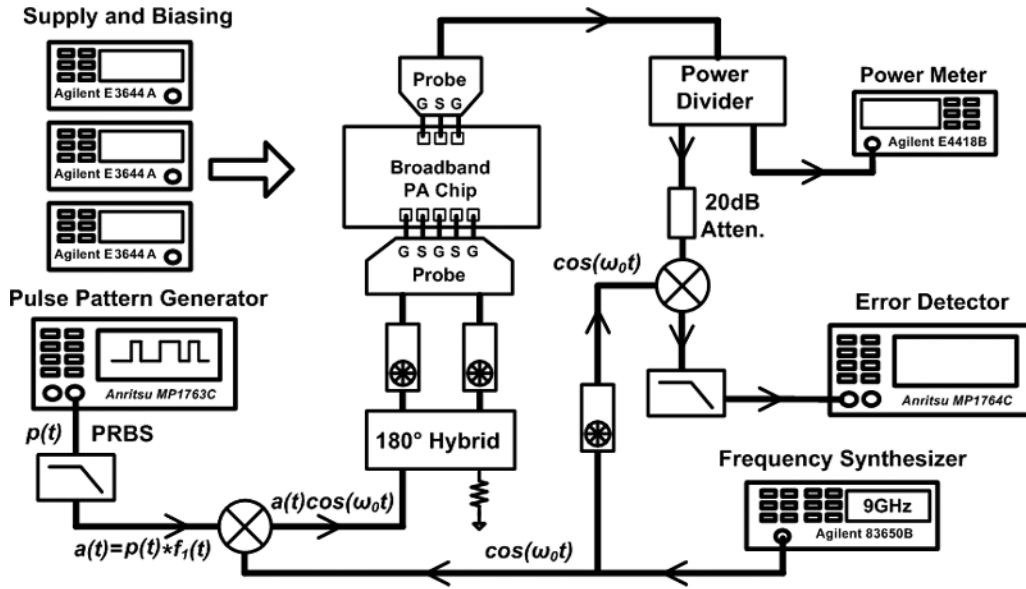 Supply and Biasing
Agilent E3644 A
Agilent E3644 A
Agilent E3644 A
Probe
G S G
Broadband
PA Chip
G S G S G
Probe
Power
Divider
Power Meter
Agilent E4418B
20dB
Atten.
cos(ω₀t)
Pulse Pattern Generator
Anritsu MP1763C
Error Detector
Anritsu MP1764C
p(t)
PRBS
180° Hybrid
a(t)cos(ω₀t)
a(t)=p(t)*f₁(t)
cos(ω₀t)
Frequency Synthesizer
9GHz
Agilent 83650B